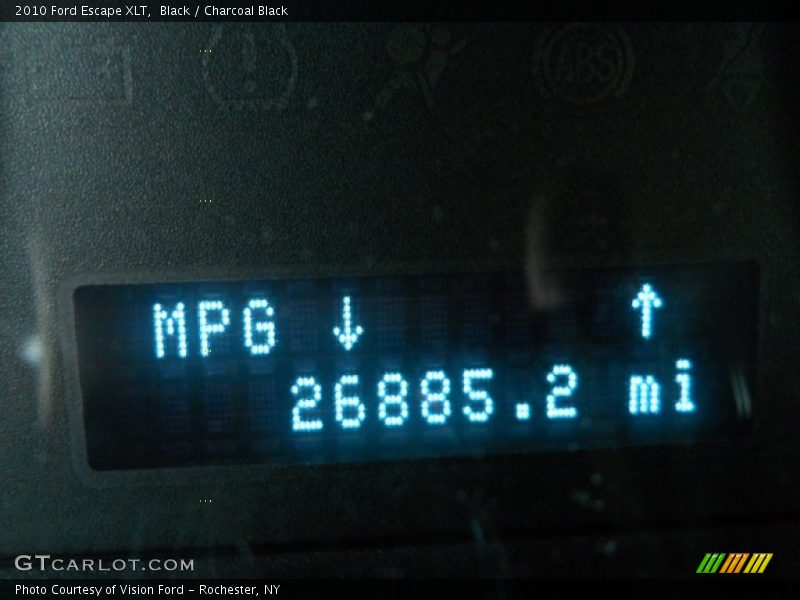 2010 Ford Escape XLT,  Black / Charcoal Black
ABS
MPG ↓ ↑
26885.2 mi
GTCARLOT.COM
Photo Courtesy of Vision Ford - Rochester, NY